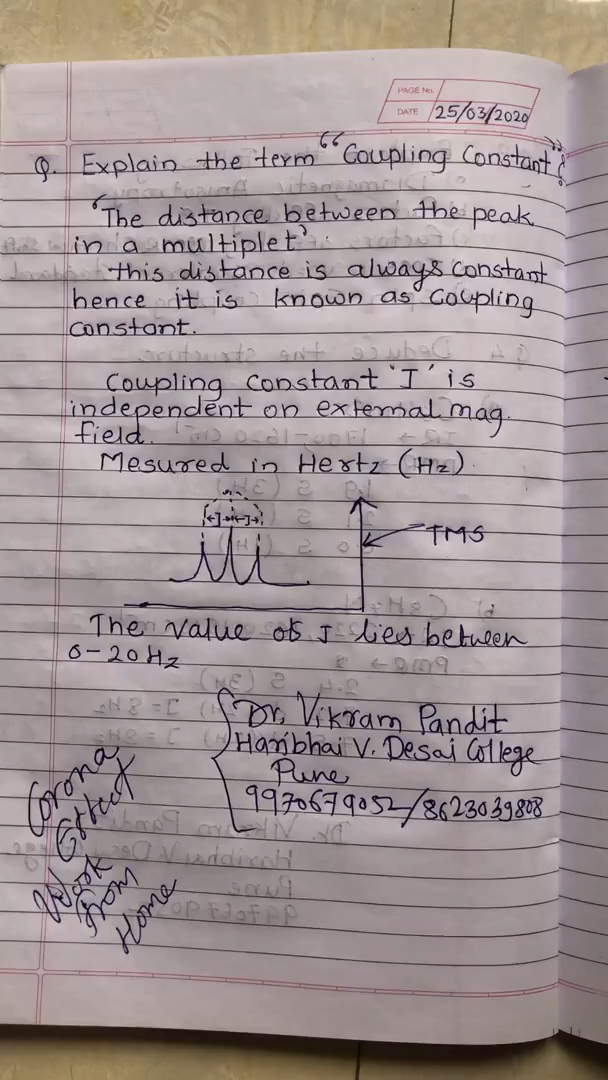 PAGE No.
DATE 25/03/2020
Q. Explain the term "Coupling Constant"?
"The distance between the peak
in a multiplet".
this distance is always constant
hence it is known as coupling
constant.
Coupling constant 'J' is
independent on external mag.
field.
Mesured in Hertz (Hz)
J J
TMS
The value of J lies between
0-20 Hz
Dr. Vikram Pandit
Haribhai V. Desai College
Pune
9970679052/8623039808
Corona
Effect
Work
From
Home